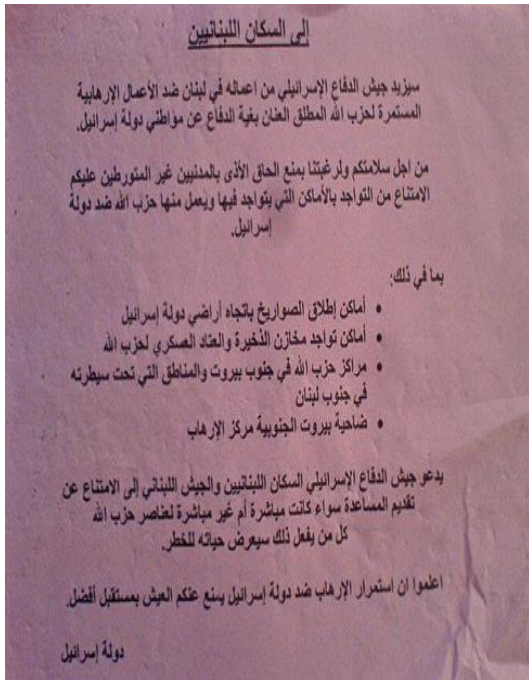 إلى السكان اللبنانيين
سيزيد جيش الدفاع الإسرائيلي من اعماله في لبنان ضد الأعمال الإرهابية
المستمرة لحزب الله المطلق العنان بغية الدفاع عن مواطني دولة إسرائيل.
من اجل سلامتكم ولرغبتنا بمنع الحاق الأذى بالمدنيين غير المتورطين عليكم
الامتناع من التواجد بالأماكن التي يتواجد فيها ويعمل منها حزب الله ضد دولة
إسرائيل.
بما في ذلك:
• أماكن إطلاق الصواريخ باتجاه أراضي دولة إسرائيل
• أماكن تواجد مخازن الذخيرة والعتاد العسكري لحزب الله
• مراكز حزب الله في جنوب بيروت والمناطق التي تحت سيطرته
في جنوب لبنان
• ضاحية بيروت الجنوبية مركز الإرهاب
يدعو جيش الدفاع الإسرائيلي السكان اللبنانيين والجيش اللبناني إلى الامتناع عن
تقديم المساعدة سواء كانت مباشرة أم غير مباشرة لعناصر حزب الله
كل من يفعل ذلك سيعرض حياته للخطر.
اعلموا ان استمرار الإرهاب ضد دولة إسرائيل يمنع عنكم العيش بمستقبل أفضل.
دولة إسرائيل